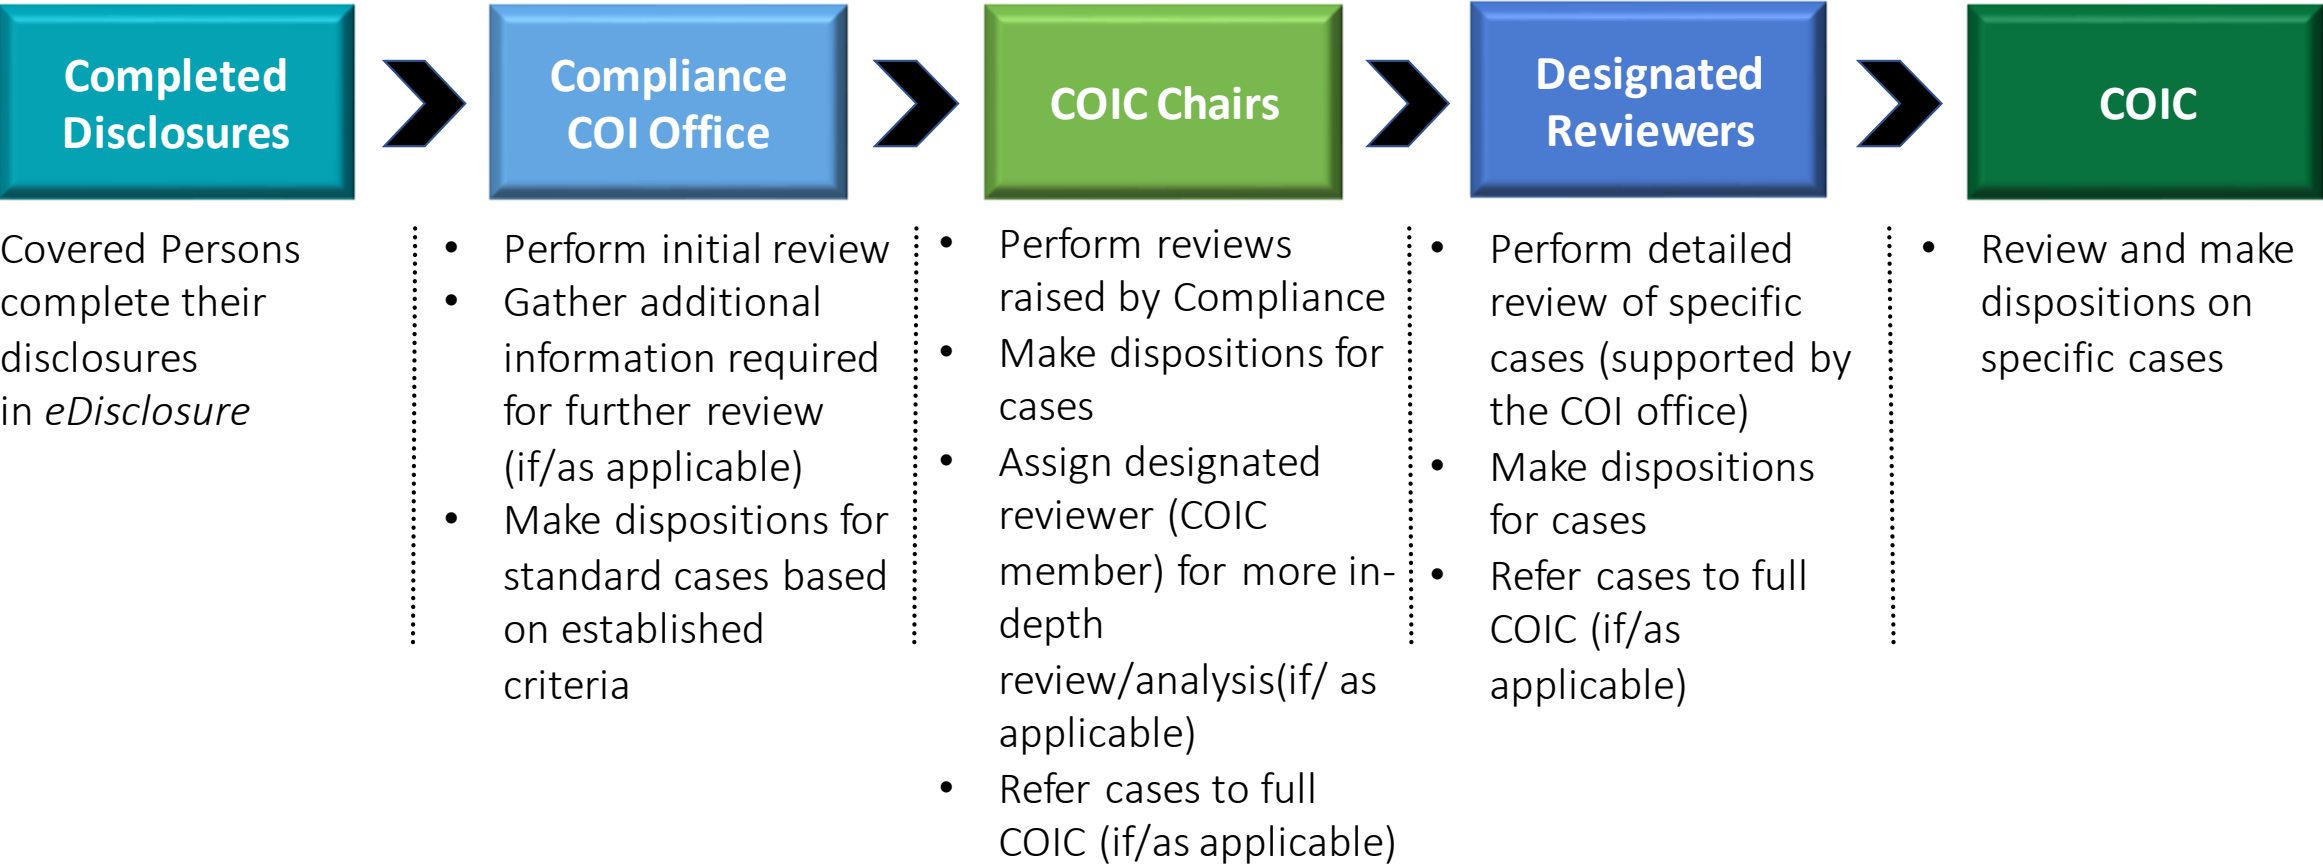 Completed
Disclosures
Compliance
COI Office
COIC Chairs
Designated
Reviewers
COIC
Covered Persons
complete their
disclosures
in eDisclosure
• Perform initial review
• Gather additional
information required
for further review
(if/as applicable)
• Make dispositions for
standard cases based
on established
criteria
• Perform reviews
raised by Compliance
• Make dispositions for
cases
• Assign designated
reviewer (COIC
member) for more in-
depth
review/analysis(if/ as
applicable)
• Refer cases to full
COIC (if/as applicable)
• Perform detailed
review of specific
cases (supported by
the COI office)
• Make dispositions
for cases
• Refer cases to full
COIC (if/as
applicable)
• Review and make
dispositions on
specific cases